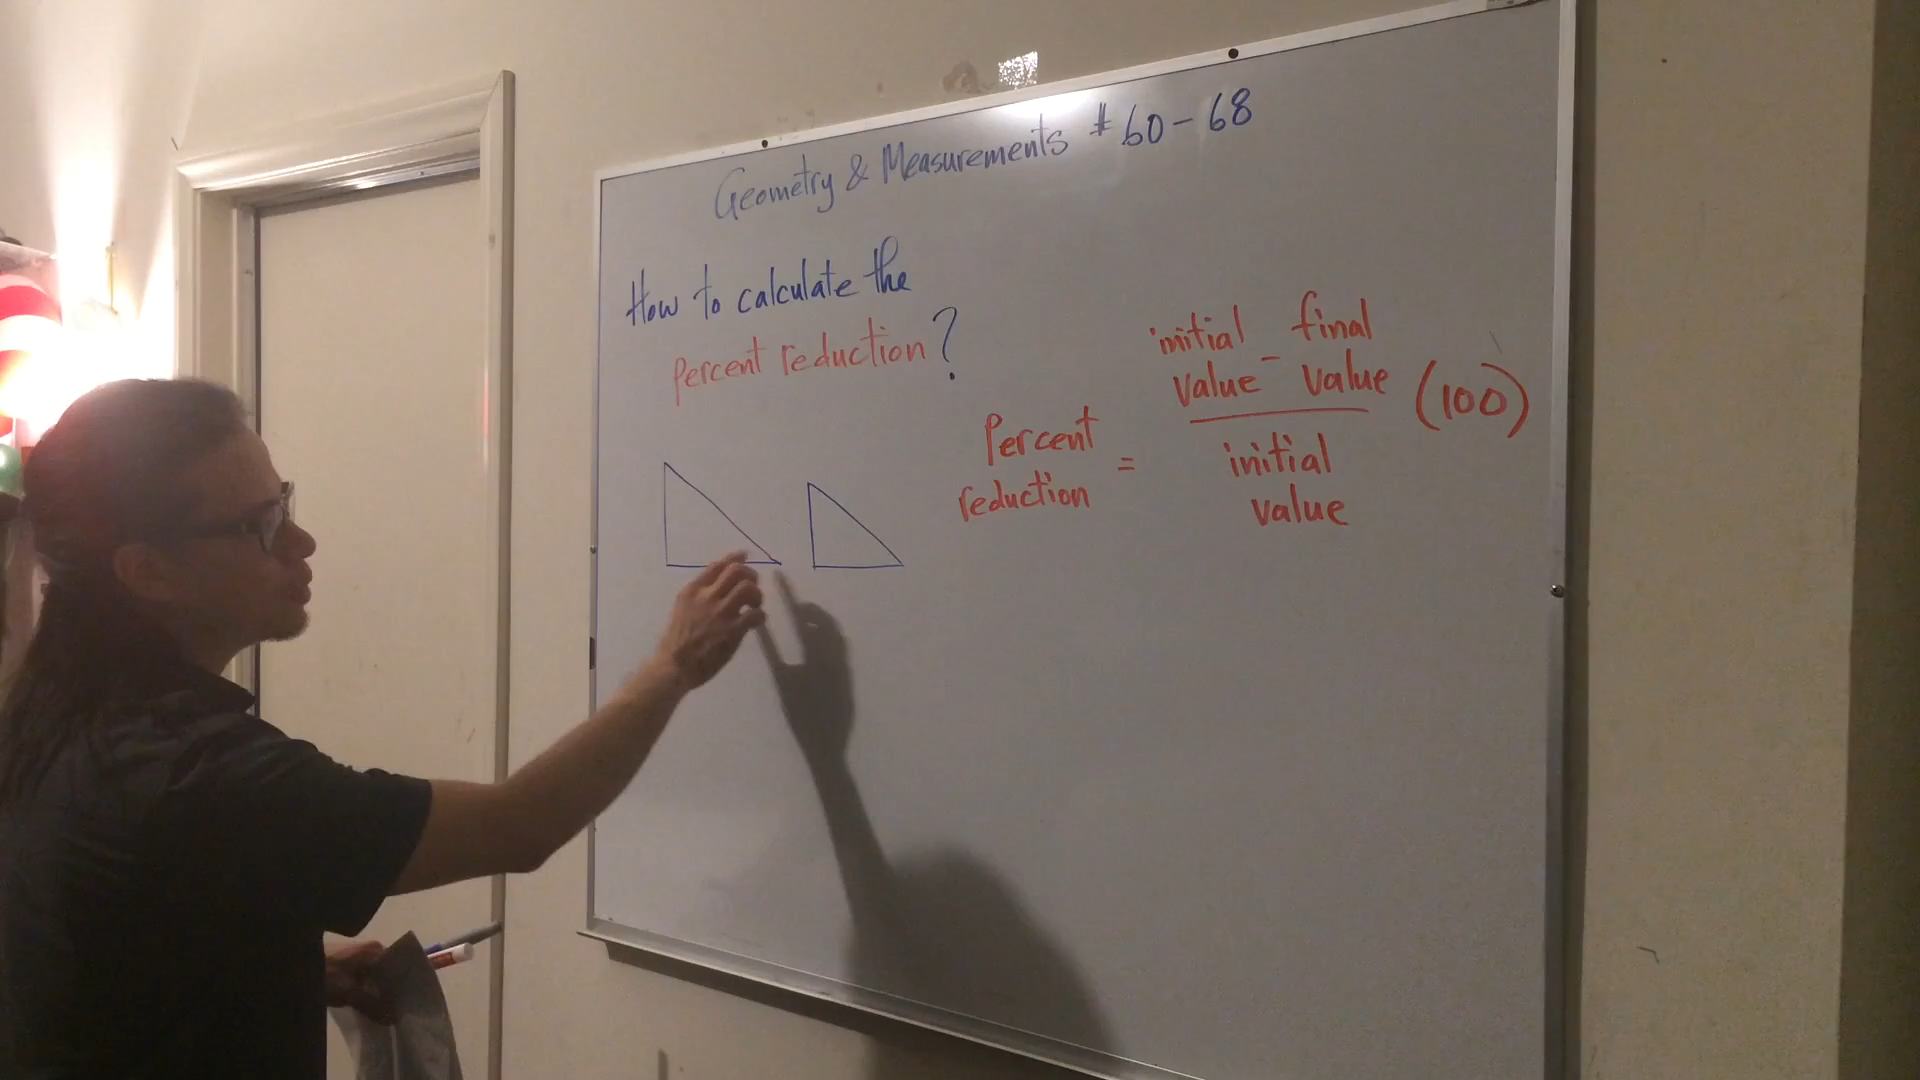 Geometry & Measurements # 60-68
How to calculate the
percent reduction?
Percent
reduction
=
initial - final
value value
initial
value
(100)